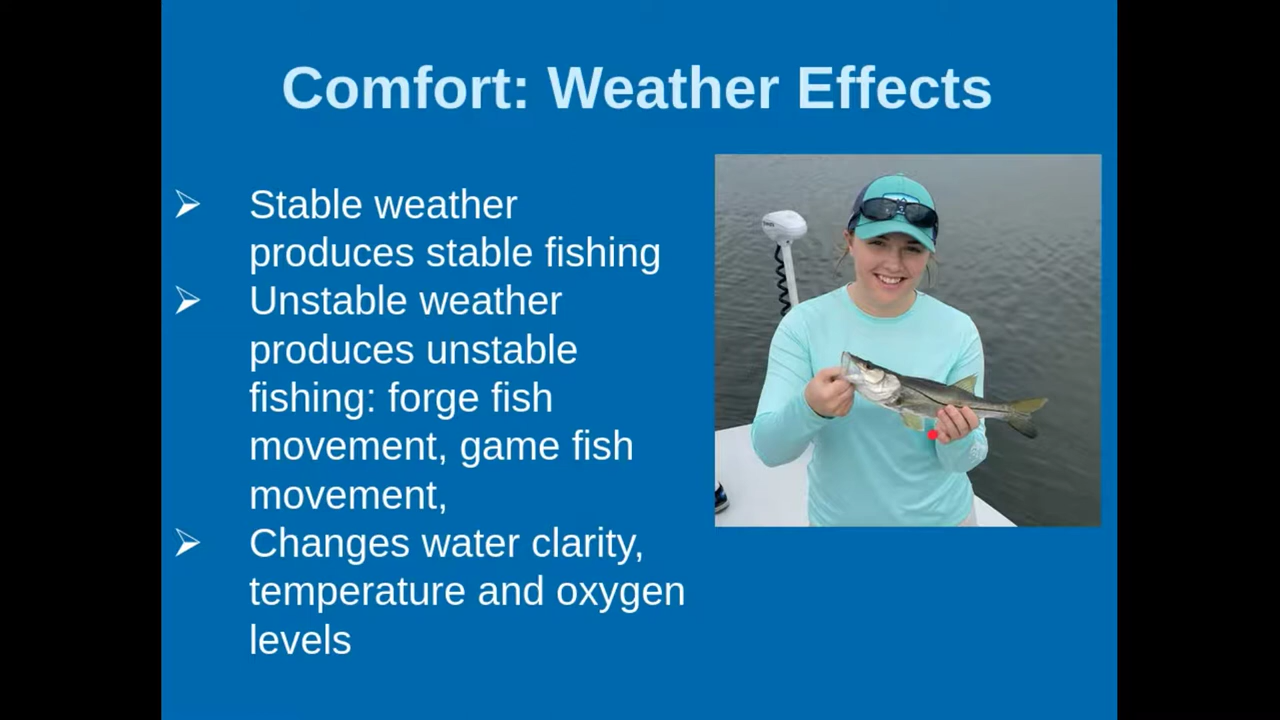 Comfort: Weather Effects
Stable weather
produces stable fishing
Unstable weather
produces unstable
fishing: forge fish
movement, game fish
movement,
Changes water clarity,
temperature and oxygen
levels